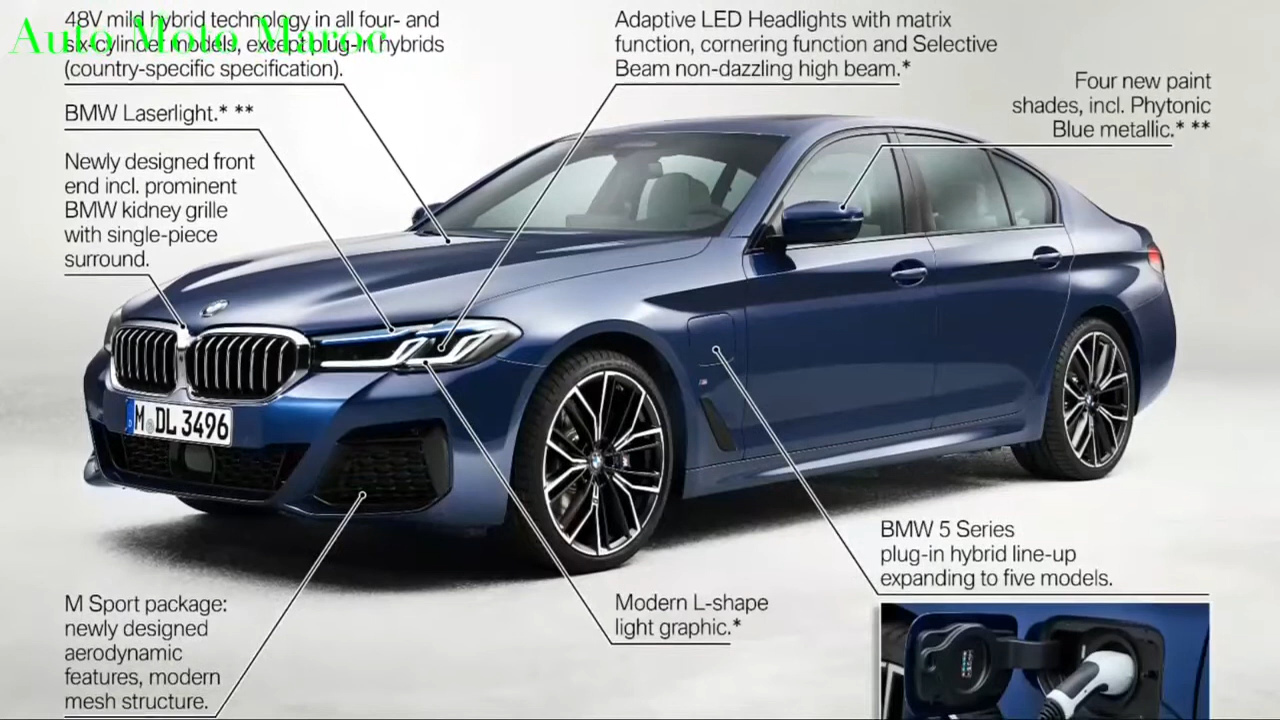 48V mild hybrid technology in all four- and
Auto Moto Maroc
six-cylinder models, except plug-in hybrids
(country-specific specification).
BMW Laserlight.* **
Newly designed front
end incl. prominent
BMW kidney grille
with single-piece
surround.
Adaptive LED Headlights with matrix
function, cornering function and Selective
Beam non-dazzling high beam.*
Four new paint
shades, incl. Phytonic
Blue metallic.* **
M DL 3496
BMW 5 Series
plug-in hybrid line-up
expanding to five models.
Modern L-shape
light graphic.*
M Sport package:
newly designed
aerodynamic
features, modern
mesh structure.